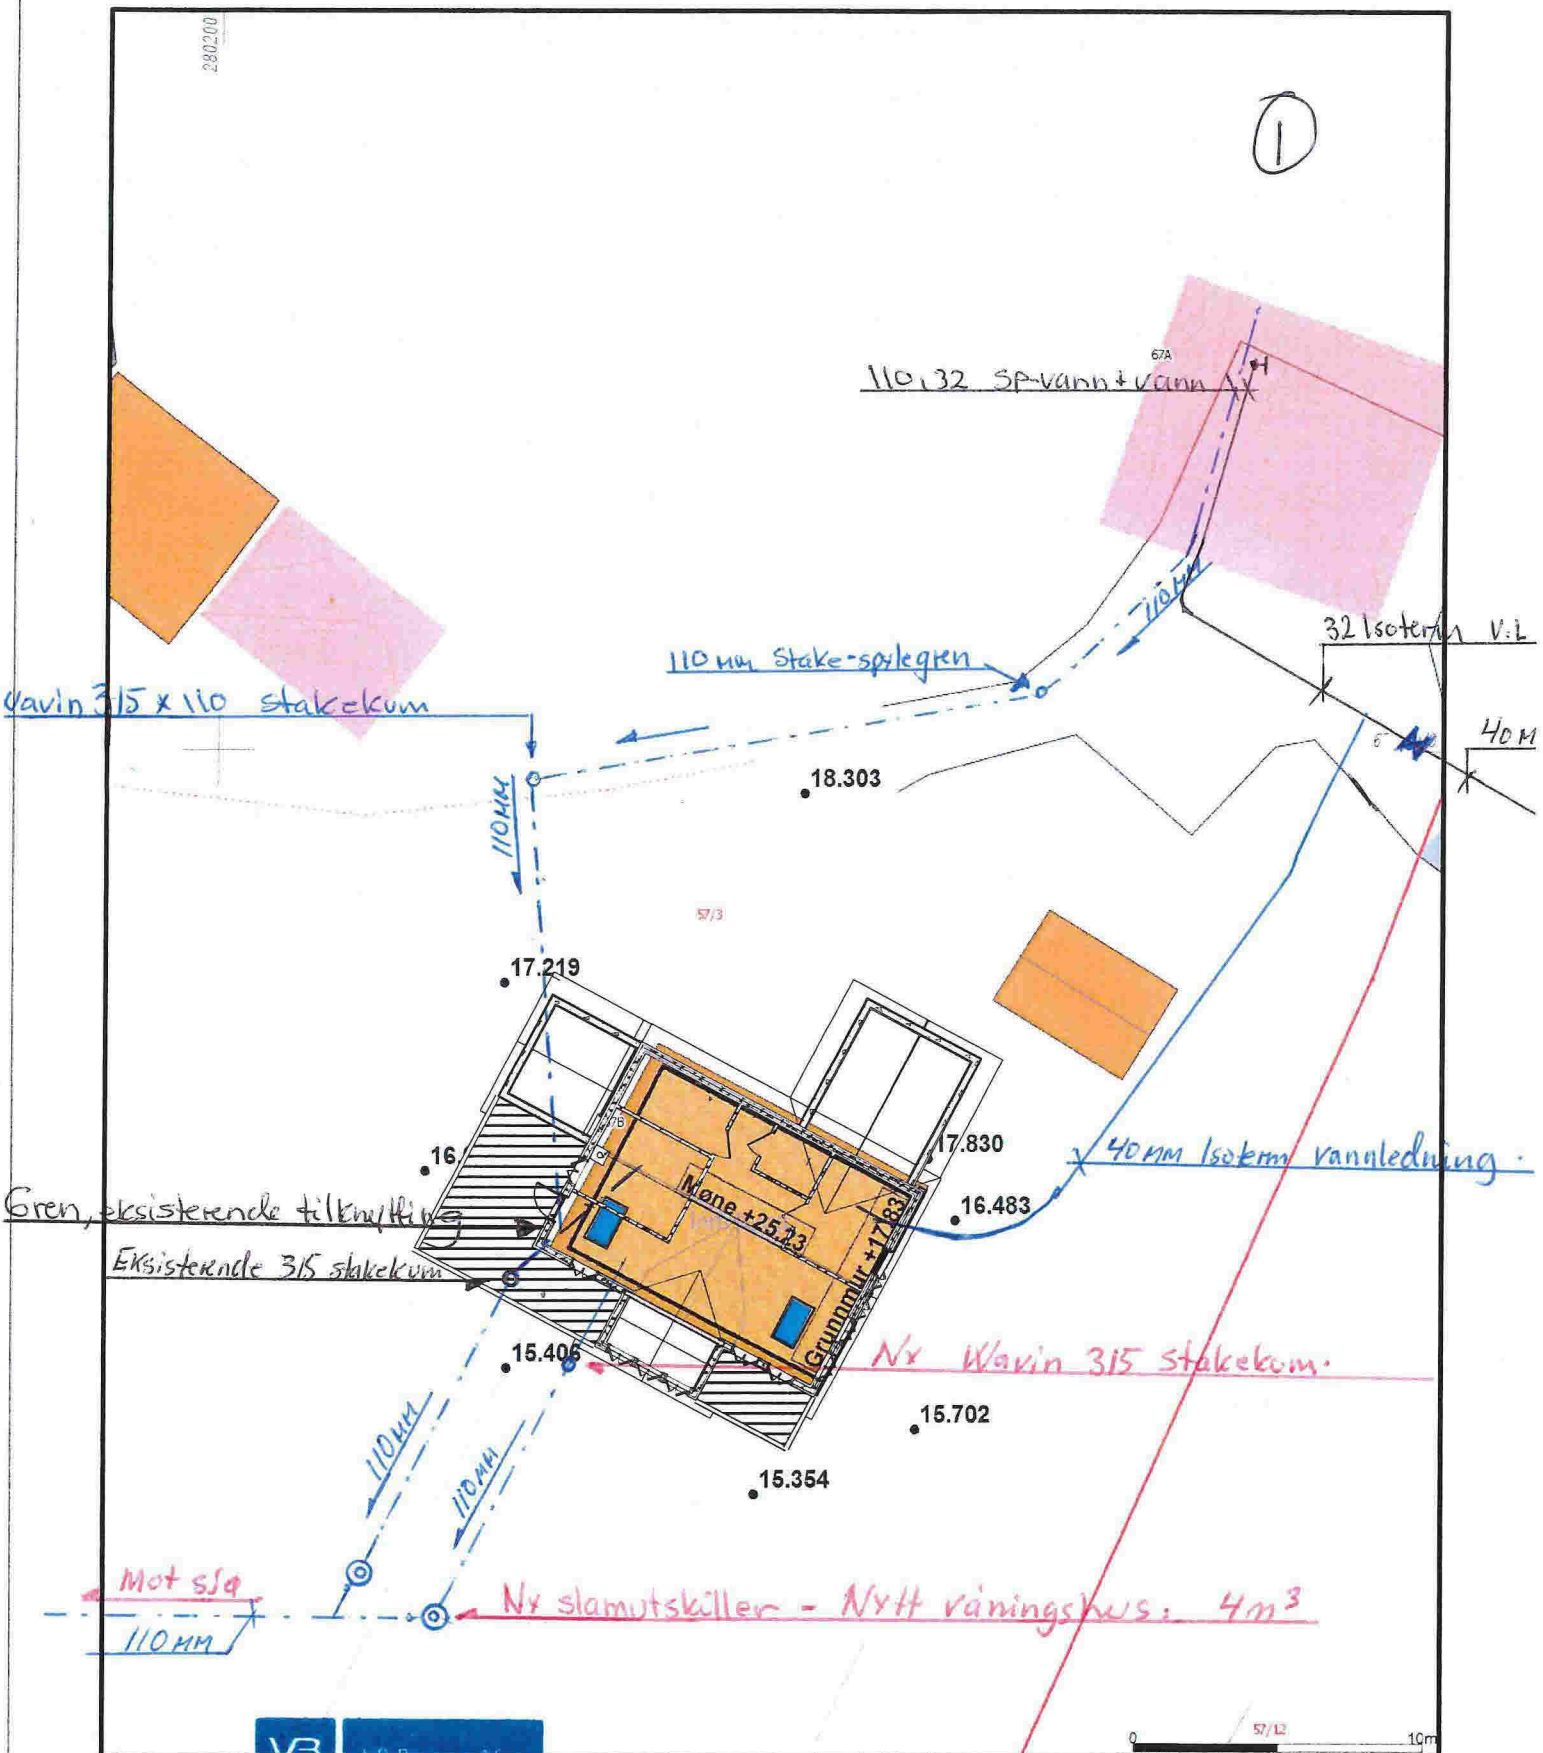 280200
1
67A
110,32 SP-vann+vann
110MM
32 Isoterm V.L
110 mm Stake-spylegren
Wavin 315 x 110 stakekum
40 M
18.303
110MM
57/3
17.219
17.830
16.
40MM Isoterm vannledning.
16.483
Møne +25.23
Grunnmur +17.83
Gren, eksisterende tilknytting
Eksisterende 315 stakekum
15.406
Ny Wavin 315 stakekum.
15.702
110MM
110MM
15.354
Mot sjø
Ny slamutskiller - Nytt våningshus: 4m³
110MM
VB
57/12
0 10m